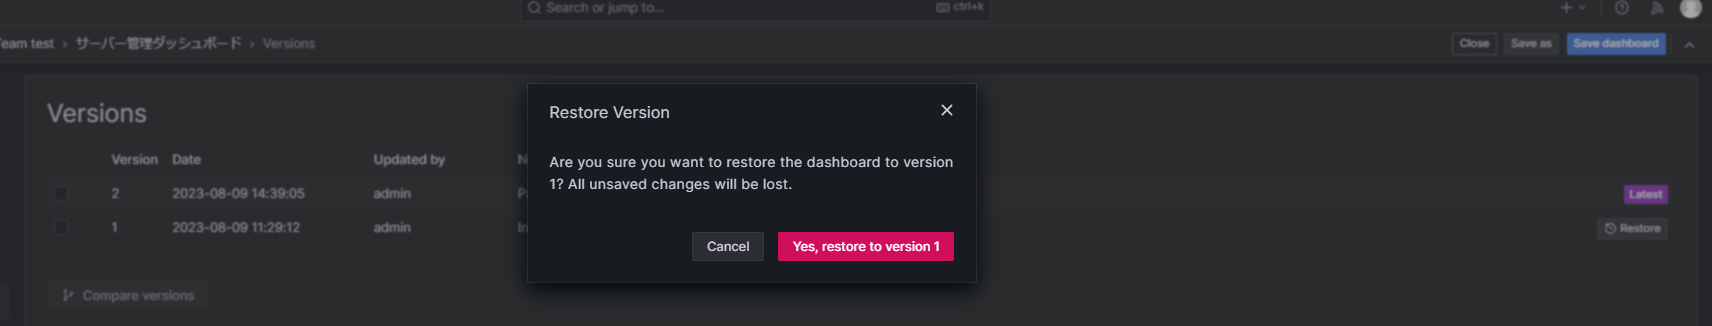 Search or jump to...
ctrl+k
Team test › サーバー管理ダッシュボード › Versions
Close
Save as
Save dashboard
Versions
Restore Version
Are you sure you want to restore the dashboard to version
1? All unsaved changes will be lost.
Cancel
Yes, restore to version 1
Version Date Updated by
2 2023-08-09 14:39:05 admin
Latest
1 2023-08-09 11:29:12 admin
Restore
Compare versions